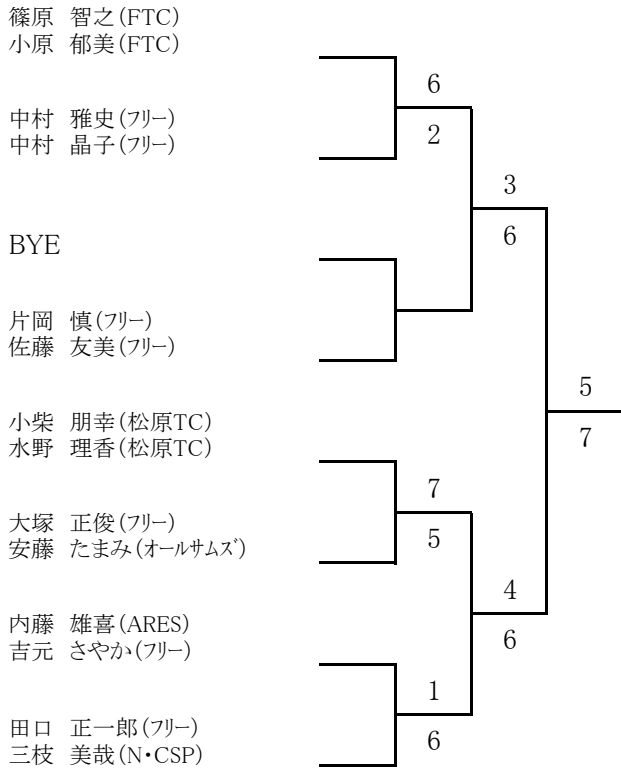 篠原 智之(FTC)
小原 郁美(FTC)
6
中村 雅史(フリー)
2
中村 晶子(フリー)
3
BYE
6
片岡 慎(フリー)
佐藤 友美(フリー)
5
小柴 朋幸(松原TC)
7
水野 理香(松原TC)
7
大塚 正俊(フリー)
5
安藤 たまみ(オールサムズ)
4
内藤 雄喜(ARES)
6
吉元 さやか(フリー)
1
田口 正一郎(フリー)
6
三枝 美哉(N・CSP)